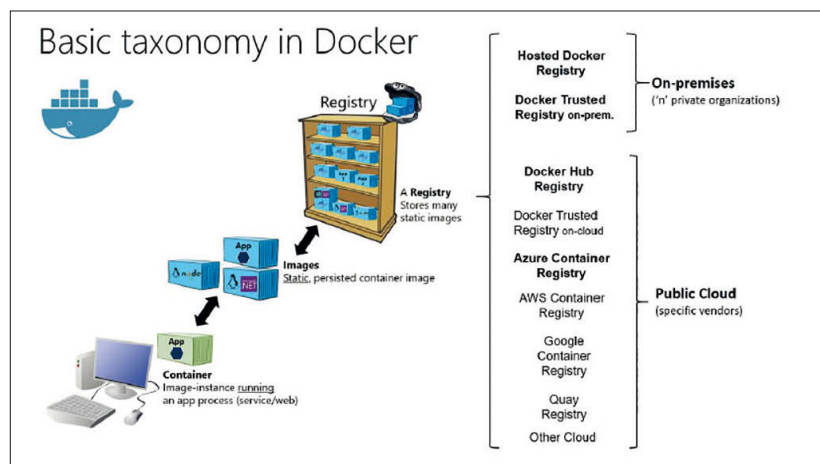 Basic taxonomy in Docker
Registry
A Registry
Stores many
static images
App
node
.NET
Images
Static, persisted container image
App
Container
Image-instance running
an app process (service/web)
Hosted Docker
Registry
Docker Trusted
Registry on-prem.
On-premises
('n' private organizations)
Docker Hub
Registry
Docker Trusted
Registry on-cloud
Azure Container
Registry
AWS Container
Registry
Google
Container
Registry
Quay
Registry
Other Cloud
Public Cloud
(specific vendors)